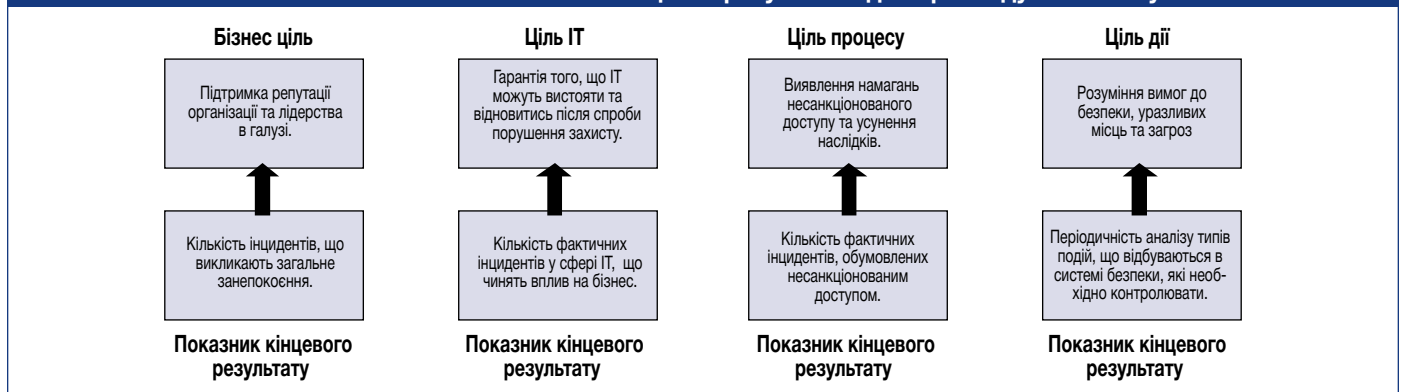 Бізнес ціль
Підтримка репутації
організації та лідерства
в галузі.
Кількість інцидентів, що
викликають загальне
занепокоєння.
Показник кінцевого
результату
Ціль ІТ
Гарантія того, що ІТ
можуть вистояти та
відновитись після спроби
порушення захисту.
Кількість фактичних
інцидентів у сфері ІТ, що
чинять вплив на бізнес.
Показник кінцевого
результату
Ціль процесу
Виявлення намагань
несанкціонованого
доступу та усунення
наслідків.
Кількість фактичних
інцидентів, обумовлених
несанкціонованим
доступом.
Показник кінцевого
результату
Ціль дії
Розуміння вимог до
безпеки, уразливих
місць та загроз
Періодичність аналізу типів
подій, що відбуваються в
системі безпеки, які необ-
хідно контролювати.
Показник кінцевого
результату